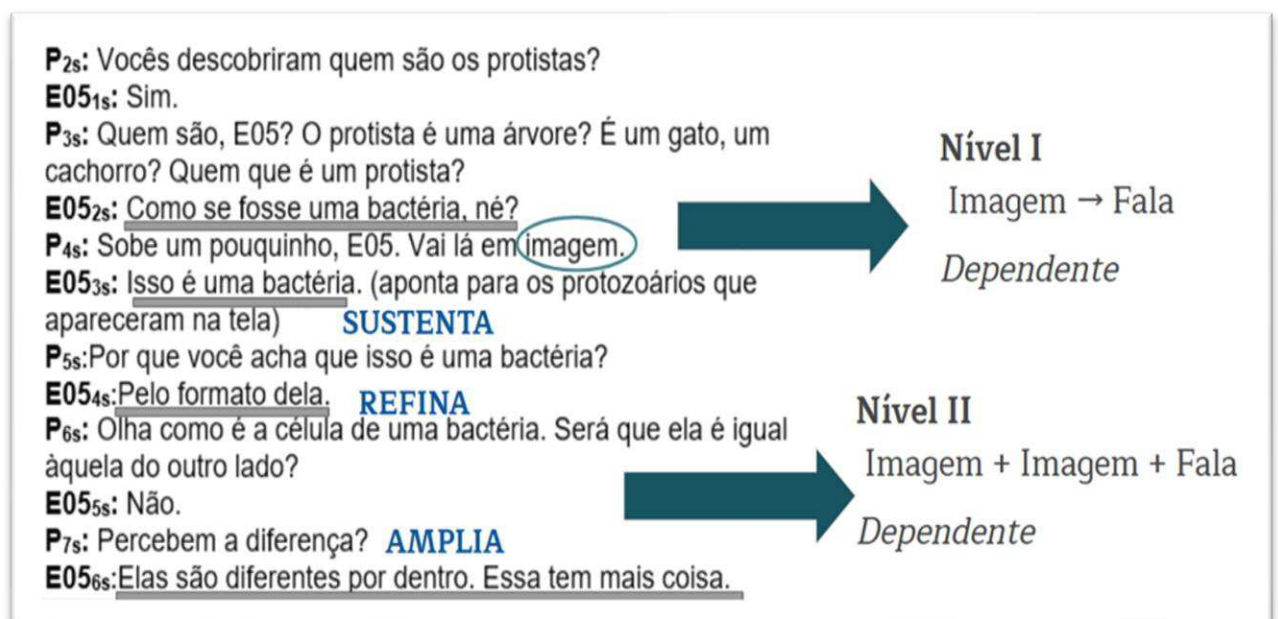 P2s: Vocês descobriram quem são os protistas?
E051s: Sim.
P3s: Quem são, E05? O protista é uma árvore? É um gato, um
cachorro? Quem que é um protista?
E052s: Como se fosse uma bactéria, né?
P4s: Sobe um pouquinho, E05. Vai lá em imagem.
E053s: Isso é uma bactéria. (aponta para os protozoários que
apareceram na tela) SUSTENTA
P5s:Por que você acha que isso é uma bactéria?
E054s:Pelo formato dela. REFINA
P6s: Olha como é a célula de uma bactéria. Será que ela é igual
àquela do outro lado?
E055s: Não.
P7s: Percebem a diferença? AMPLIA
E056s:Elas são diferentes por dentro. Essa tem mais coisa.
Nível I
Imagem → Fala
Dependente
Nível II
Imagem + Imagem + Fala
Dependente